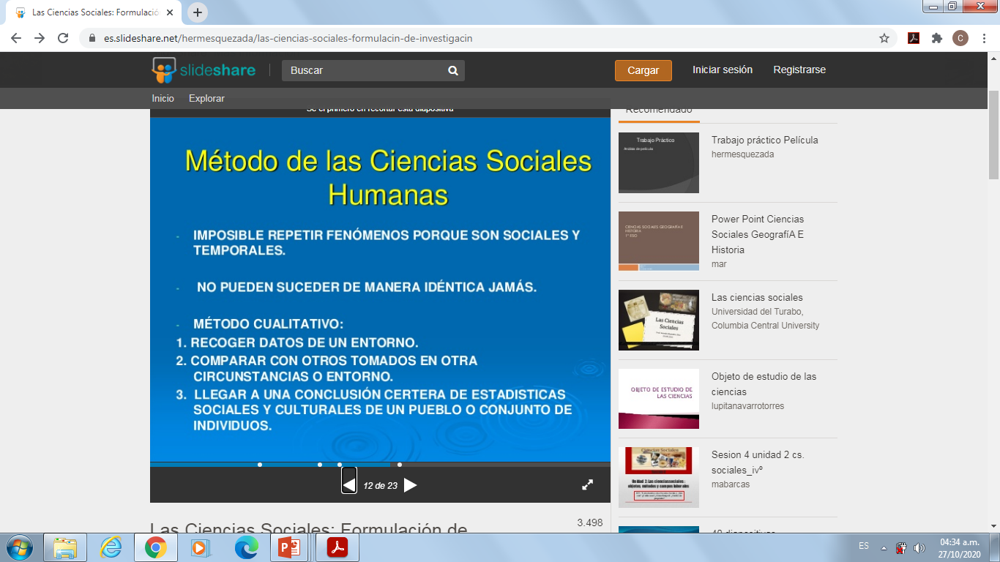 Las Ciencias Sociales: Formulació
es.slideshare.net/hermesquezada/las-ciencias-sociales-formulacin-de-investigacin
C
slideshare
Buscar
Cargar
Iniciar sesión
Registrarse
Inicio
Explorar
Sé el primero en recortar esta diapositiva
Método de las Ciencias Sociales
Humanas
- IMPOSIBLE REPETIR FENÓMENOS PORQUE SON SOCIALES Y
TEMPORALES.
- NO PUEDEN SUCEDER DE MANERA IDÉNTICA JAMÁS.
- MÉTODO CUALITATIVO:
1. RECOGER DATOS DE UN ENTORNO.
2. COMPARAR CON OTROS TOMADOS EN OTRA
CIRCUNSTANCIAS O ENTORNO.
3. LLEGAR A UNA CONCLUSIÓN CERTERA DE ESTADISTICAS
SOCIALES Y CULTURALES DE UN PUEBLO O CONJUNTO DE
INDIVIDUOS.
12 de 23
Las Ciencias Sociales: Formulación de
3.498
Recomendado
Trabajo Práctico
Análisis de película
Trabajo práctico Película
hermesquezada
CIENCIAS SOCIALES GEOGRAFÍA E
HISTORIA
1º ESO
Power Point Ciencias
Sociales GeografíA E
Historia
mar
Las Ciencias
Sociales
Las ciencias sociales
Universidad del Turabo,
Columbia Central University
OBJETO DE ESTUDIO DE
LAS CIENCIAS
Objeto de estudio de las
ciencias
lupitanavarrotorres
Ciencias Sociales
Unidad 2: Las ciencias sociales:
objetos, métodos y campos laborales
Sesion 4 unidad 2 cs.
sociales_ivº
mabarcas
40 diapositivas
ES
04:34 a.m.
27/10/2020